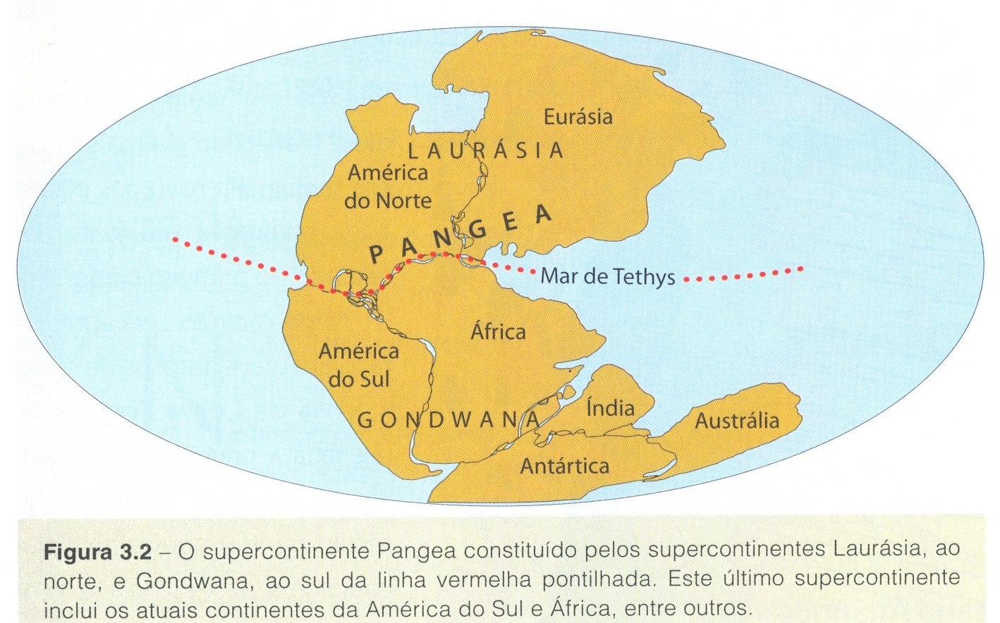 Eurásia
LAURÁSIA
América
do Norte
PANGEA
Mar de Tethys
África
América
do Sul
GONDWANA
Índia
Austrália
Antártica
Figura 3.2 – O supercontinente Pangea constituído pelos supercontinentes Laurásia, ao
norte, e Gondwana, ao sul da linha vermelha pontilhada. Este último supercontinente
inclui os atuais continentes da América do Sul e África, entre outros.